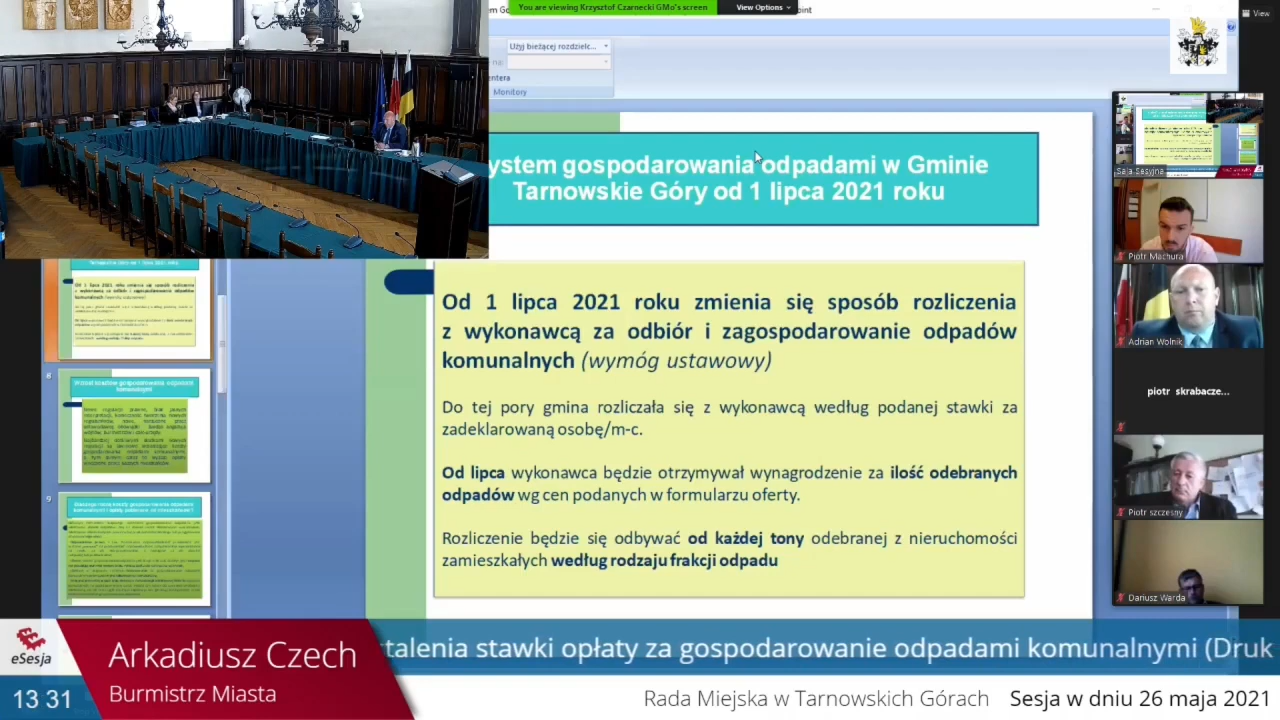 You are viewing Krzysztof Czarnecki GMo's screen
View Options
View
Użyj bieżącej rozdzielc...
Monitory
ystem gospodarowania odpadami w Gminie
Tarnowskie Góry od 1 lipca 2021 roku
Od 1 lipca 2021 roku zmienia się sposób rozliczenia
z wykonawcą za odbiór i zagospodarowanie odpadów
komunalnych (wymóg ustawowy)
Do tej pory gmina rozliczała się z wykonawcą według podanej stawki za
zadeklarowaną osobę/m-c.
Od lipca wykonawca będzie otrzymywał wynagrodzenie za ilość odebranych
odpadów wg cen podanych w formularzu oferty.
Rozliczenie będzie się odbywać od każdej tony odebranej z nieruchomości
zamieszkałych według rodzaju frakcji odpadu
8
9
Sala Sesyjna
Piotr Machura
Adrian Wolnik
piotr skrabacze...
Piotr szczesny
Dariusz Warda
eSesja
Arkadiusz Czech
Burmistrz Miasta
talenia stawki opłaty za gospodarowanie odpadami komunalnymi (Druk
13 31
Rada Miejska w Tarnowskich Górach
Sesja w dniu 26 maja 2021